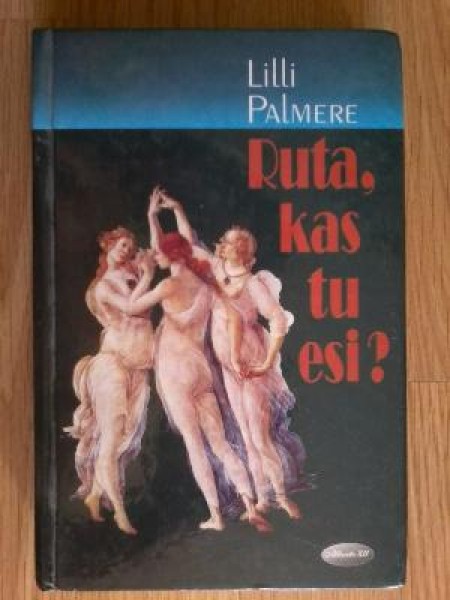 Lilli
Palmere
Ruta,
kas
tu
esi?